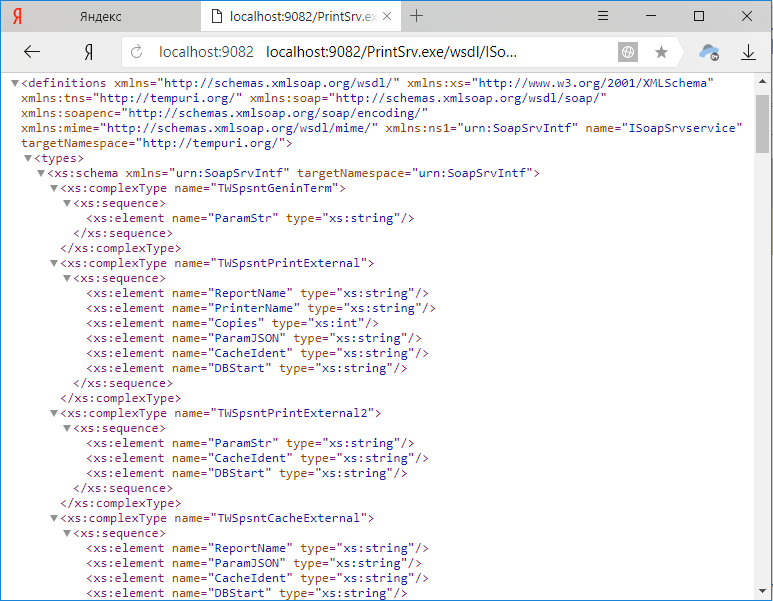 Я Яндекс localhost:9082/PrintSrv.ex
Я localhost:9082 localhost:9082/PrintSrv.exe/wsdl/ISo...
<definitions xmlns="http://schemas.xmlsoap.org/wsdl/" xmlns:xs="http://www.w3.org/2001/XMLSchema"
xmlns:tns="http://tempuri.org/" xmlns:soap="http://schemas.xmlsoap.org/wsdl/soap/"
xmlns:soapenc="http://schemas.xmlsoap.org/soap/encoding/"
xmlns:mime="http://schemas.xmlsoap.org/wsdl/mime/" xmlns:ns1="urn:SoapSrvIntf" name="ISoapSrvservice"
targetNamespace="http://tempuri.org/">
<types>
<xs:schema xmlns="urn:SoapSrvIntf" targetNamespace="urn:SoapSrvIntf">
<xs:complexType name="TWSpsntGeninTerm">
<xs:sequence>
<xs:element name="ParamStr" type="xs:string"/>
</xs:sequence>
</xs:complexType>
<xs:complexType name="TWSpsntPrintExternal">
<xs:sequence>
<xs:element name="ReportName" type="xs:string"/>
<xs:element name="PrinterName" type="xs:string"/>
<xs:element name="Copies" type="xs:int"/>
<xs:element name="ParamJSON" type="xs:string"/>
<xs:element name="CacheIdent" type="xs:string"/>
<xs:element name="DBStart" type="xs:string"/>
</xs:sequence>
</xs:complexType>
<xs:complexType name="TWSpsntPrintExternal2">
<xs:sequence>
<xs:element name="ParamStr" type="xs:string"/>
<xs:element name="CacheIdent" type="xs:string"/>
<xs:element name="DBStart" type="xs:string"/>
</xs:sequence>
</xs:complexType>
<xs:complexType name="TWSpsntCacheExternal">
<xs:sequence>
<xs:element name="ReportName" type="xs:string"/>
<xs:element name="ParamJSON" type="xs:string"/>
<xs:element name="CacheIdent" type="xs:string"/>
<xs:element name="DBStart" type="xs:string"/>